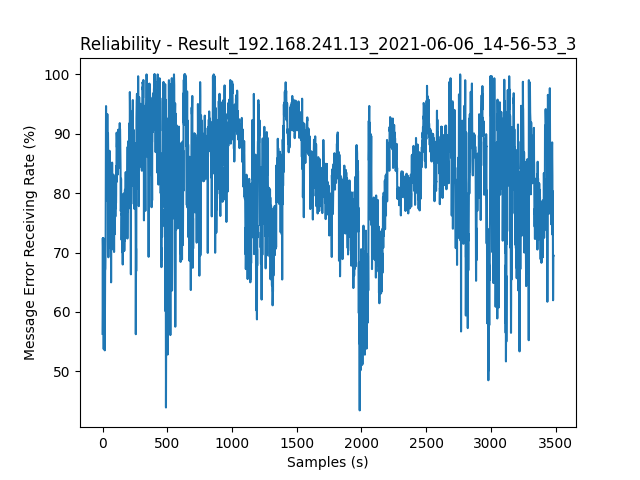 Reliability - Result_192.168.241.13_2021-06-06_14-56-53_3
100
90
80
70
60
50
Message Error Receiving Rate (%)
0 500 1000 1500 2000 2500 3000 3500
Samples (s)